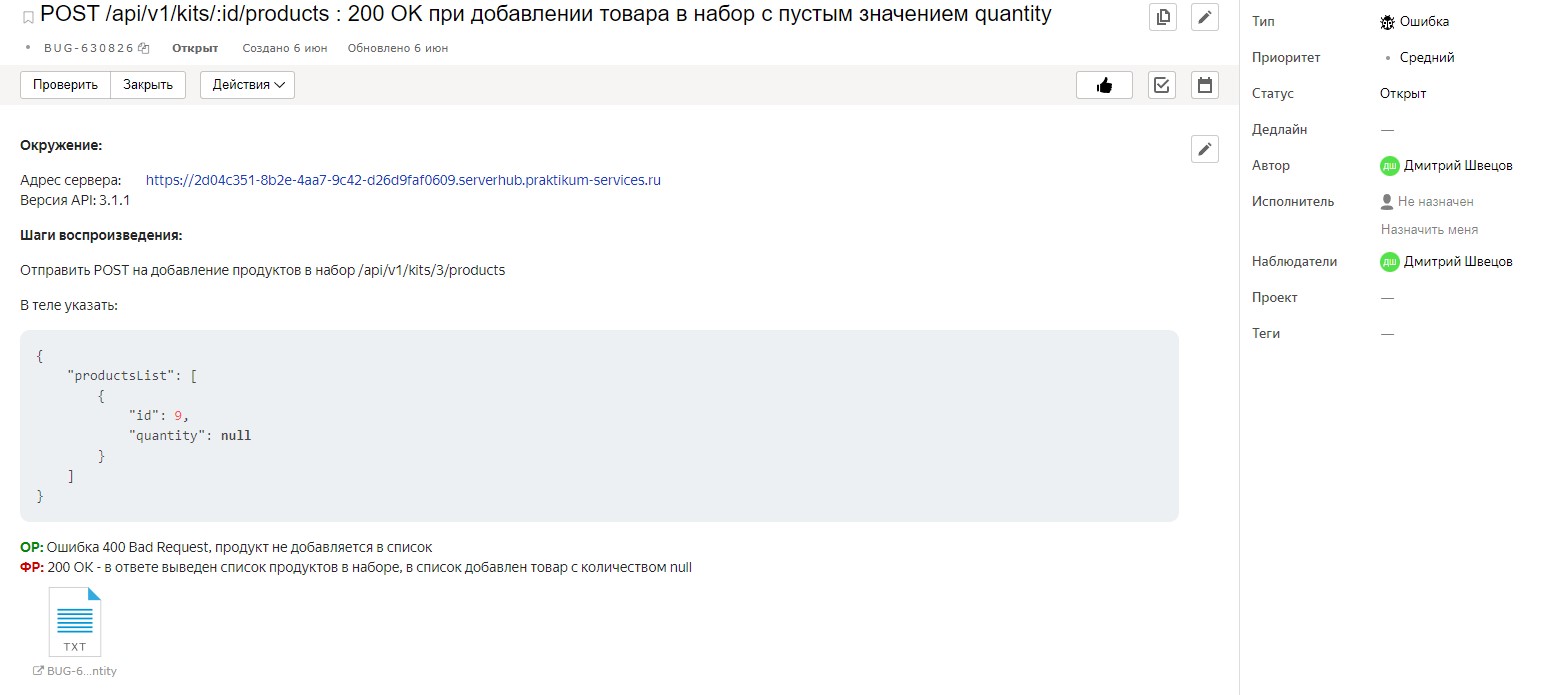 POST /api/v1/kits/:id/products : 200 OK при добавлении товара в набор с пустым значением quantity
BUG-630826 Открыт Создано 6 июн Обновлено 6 июн
Проверить Закрыть Действия
Окружение:
Адрес сервера: https://2d04c351-8b2e-4aa7-9c42-d26d9faf0609.serverhub.praktikum-services.ru
Версия API: 3.1.1
Шаги воспроизведения:
Отправить POST на добавление продуктов в набор /api/v1/kits/3/products
В теле указать:
{
"productsList": [
{
"id": 9,
"quantity": null
}
]
}
ОР: Ошибка 400 Bad Request, продукт не добавляется в список
ФР: 200 ОК - в ответе выведен список продуктов в наборе, в список добавлен товар с количеством null
TXT
BUG-6...ntity
Тип Ошибка
Приоритет Средний
Статус Открыт
Дедлайн —
Автор ДШ Дмитрий Швецов
Исполнитель Не назначен
Назначить меня
Наблюдатели ДШ Дмитрий Швецов
Проект —
Теги —